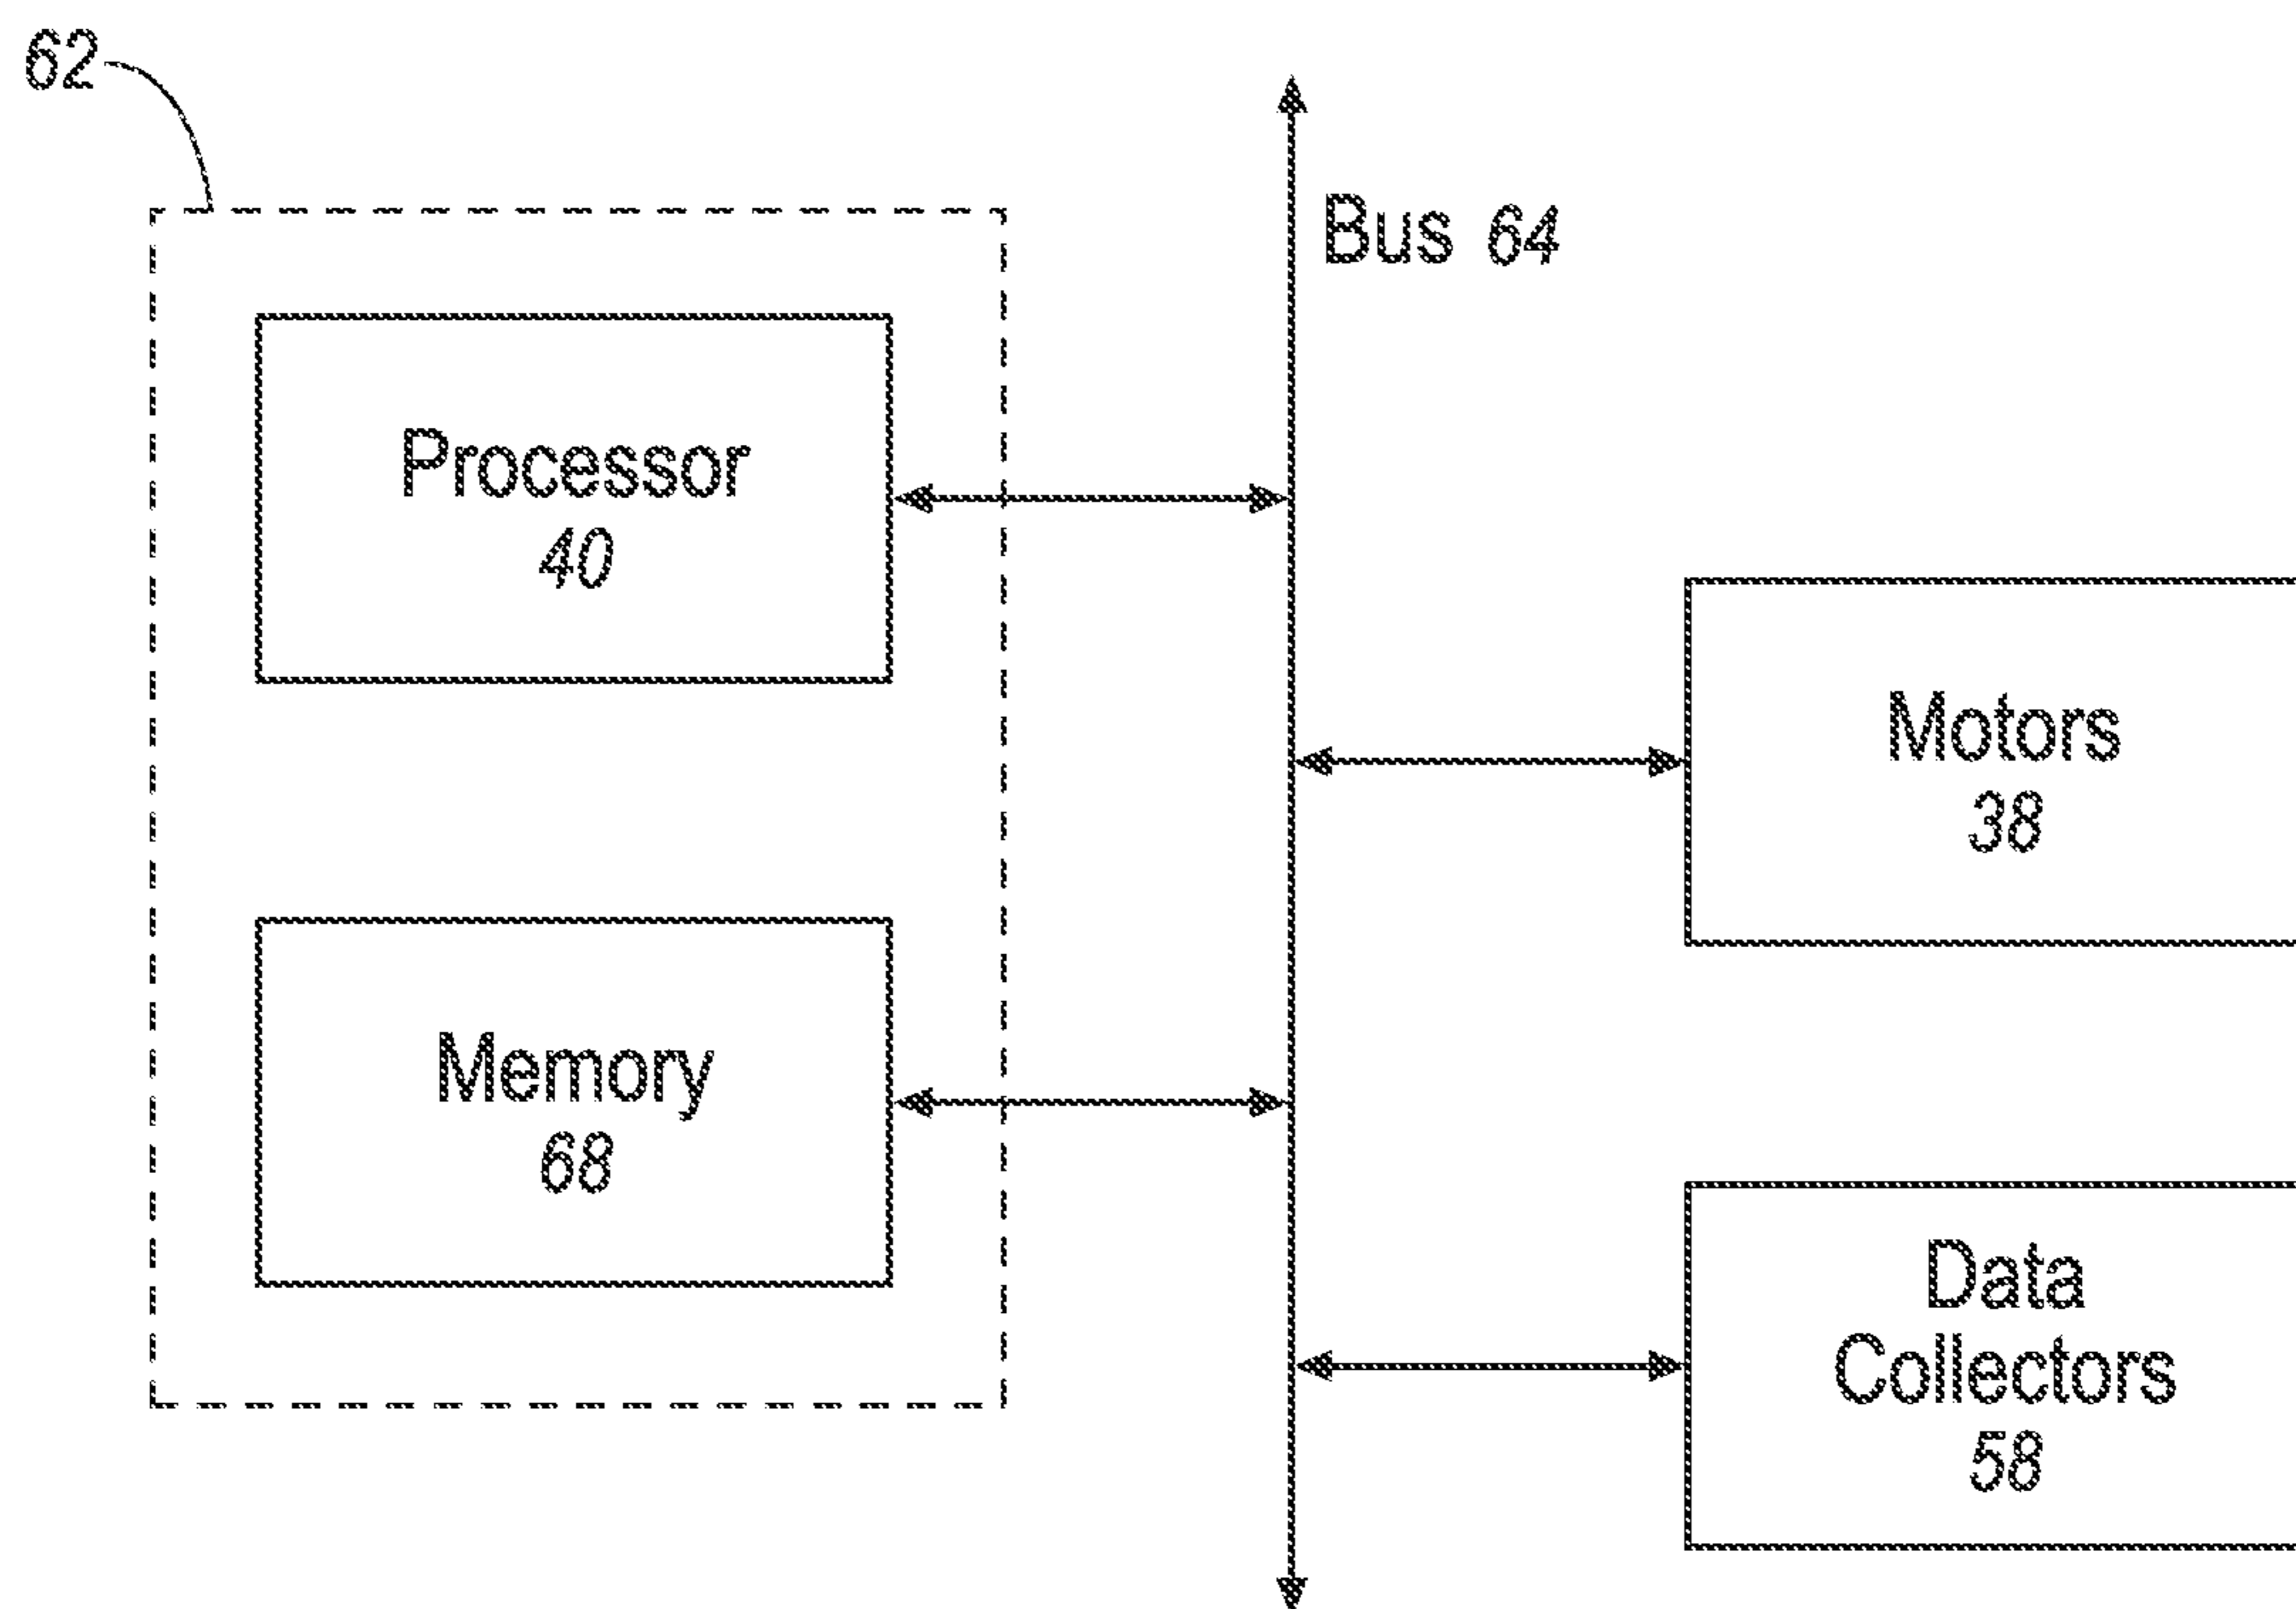 62
Bus 64
Processor
40
Motors
38
Memory
68
Data
Collectors
58